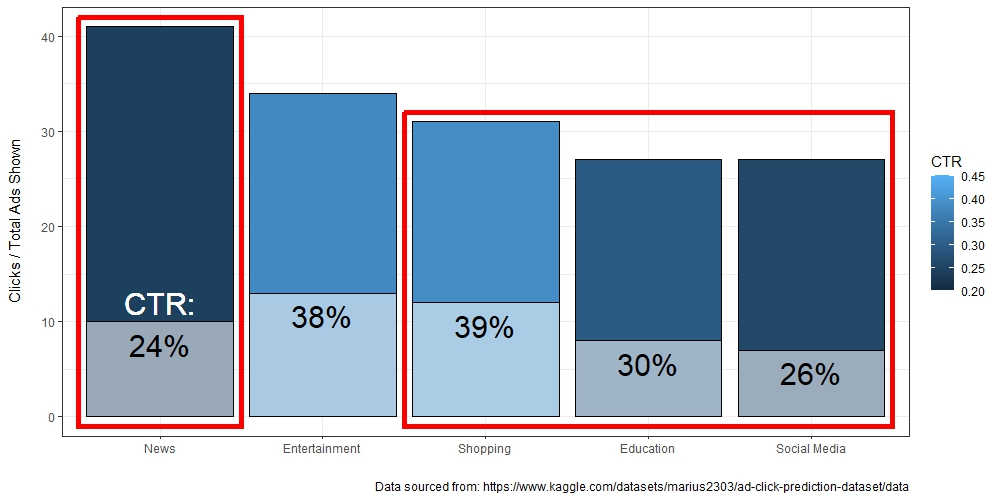 Clicks / Total Ads Shown
40
30
20
10
0
CTR:
24%
38%
39%
30%
26%
News
Entertainment
Shopping
Education
Social Media
CTR
0.45
0.40
0.35
0.30
0.25
0.20
Data sourced from: https://www.kaggle.com/datasets/marius2303/ad-click-prediction-dataset/data